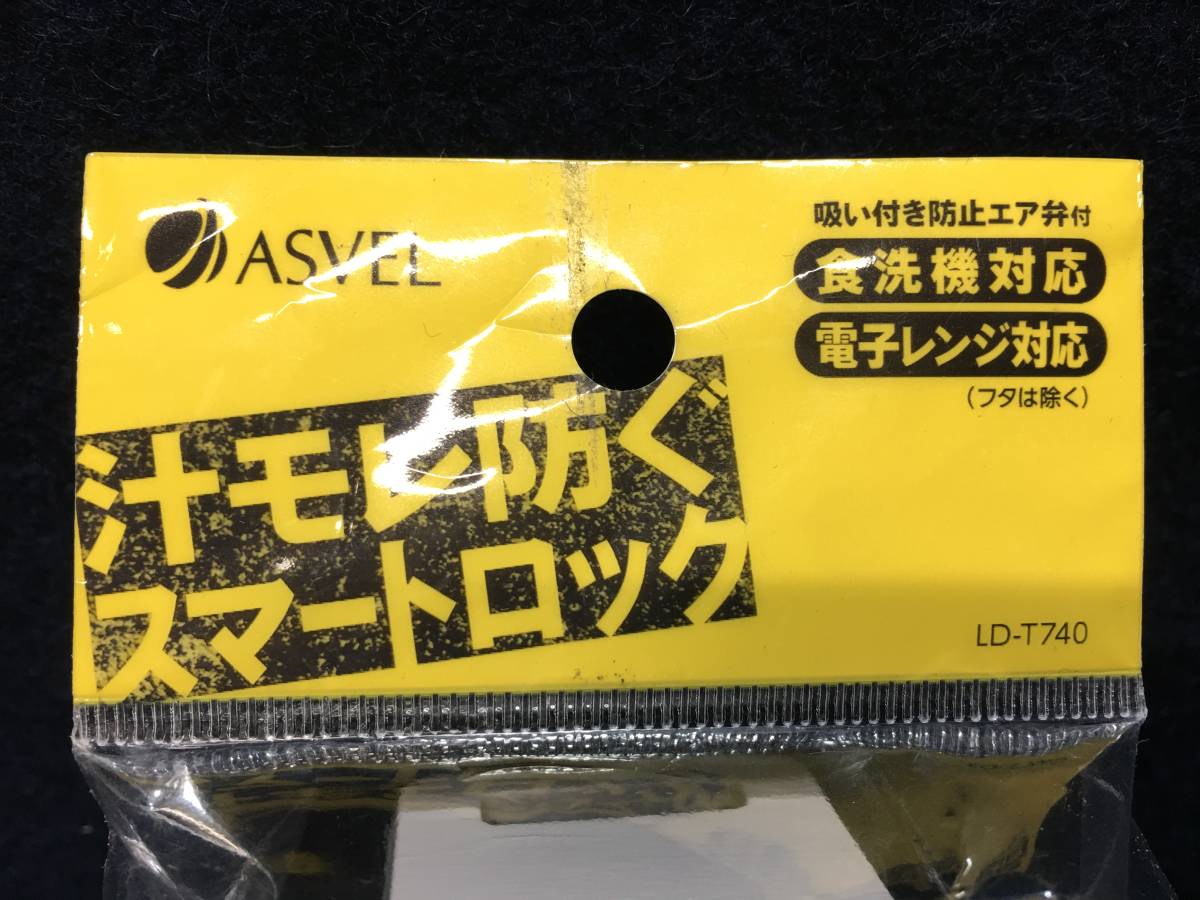 ASVEL
吸い付き防止エア弁付
食洗機対応
電子レンジ対応
(フタは除く)
汁モレ防ぐ
スマートロック
LD-T740